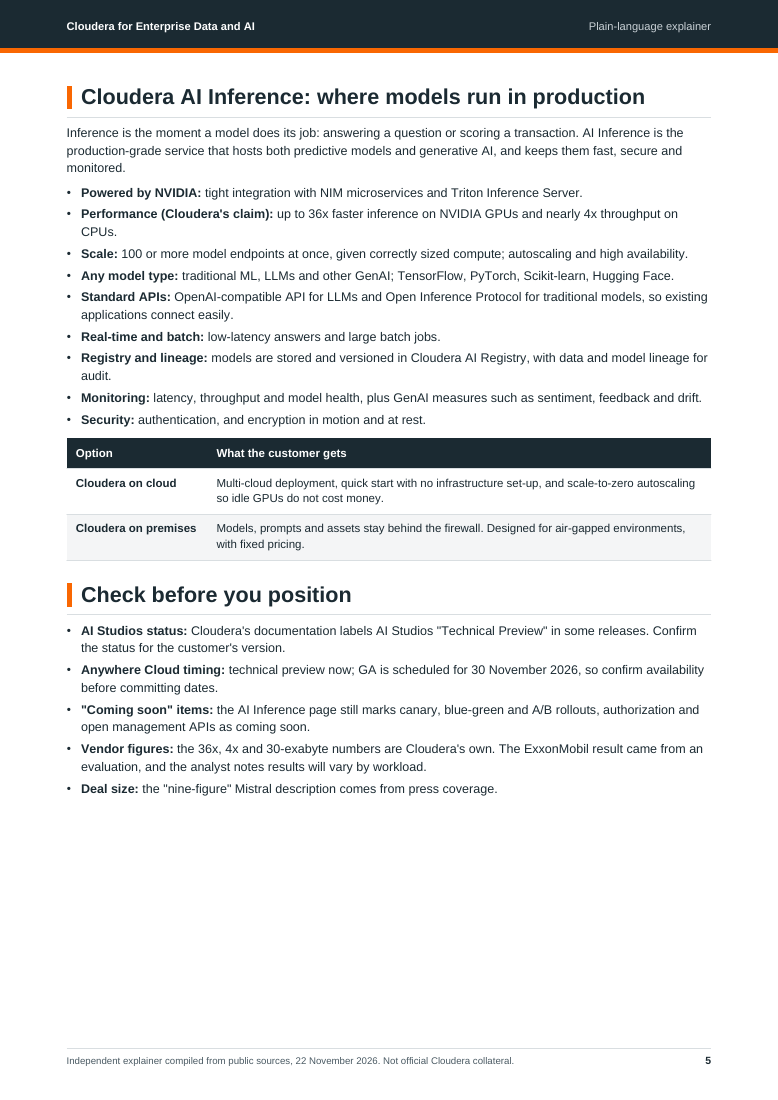 Cloudera for Enterprise Data and AI
Plain-language explainer
Cloudera AI Inference: where models run in production
Inference is the moment a model does its job: answering a question or scoring a transaction. AI Inference is the
production-grade service that hosts both predictive models and generative AI, and keeps them fast, secure and
monitored.
• Powered by NVIDIA: tight integration with NIM microservices and Triton Inference Server.
• Performance (Cloudera's claim): up to 36x faster inference on NVIDIA GPUs and nearly 4x throughput on
CPUs.
• Scale: 100 or more model endpoints at once, given correctly sized compute; autoscaling and high availability.
• Any model type: traditional ML, LLMs and other GenAI; TensorFlow, PyTorch, Scikit-learn, Hugging Face.
• Standard APIs: OpenAI-compatible API for LLMs and Open Inference Protocol for traditional models, so existing
applications connect easily.
• Real-time and batch: low-latency answers and large batch jobs.
• Registry and lineage: models are stored and versioned in Cloudera AI Registry, with data and model lineage for
audit.
• Monitoring: latency, throughput and model health, plus GenAI measures such as sentiment, feedback and drift.
• Security: authentication, and encryption in motion and at rest.
Option What the customer gets
Cloudera on cloud Multi-cloud deployment, quick start with no infrastructure set-up, and scale-to-zero autoscaling
so idle GPUs do not cost money.
Cloudera on premises Models, prompts and assets stay behind the firewall. Designed for air-gapped environments,
with fixed pricing.
Check before you position
• AI Studios status: Cloudera's documentation labels AI Studios "Technical Preview" in some releases. Confirm
the status for the customer's version.
• Anywhere Cloud timing: technical preview now; GA is scheduled for 30 November 2026, so confirm availability
before committing dates.
• "Coming soon" items: the AI Inference page still marks canary, blue-green and A/B rollouts, authorization and
open management APIs as coming soon.
• Vendor figures: the 36x, 4x and 30-exabyte numbers are Cloudera's own. The ExxonMobil result came from an
evaluation, and the analyst notes results will vary by workload.
• Deal size: the "nine-figure" Mistral description comes from press coverage.
Independent explainer compiled from public sources, 22 November 2026. Not official Cloudera collateral.
5